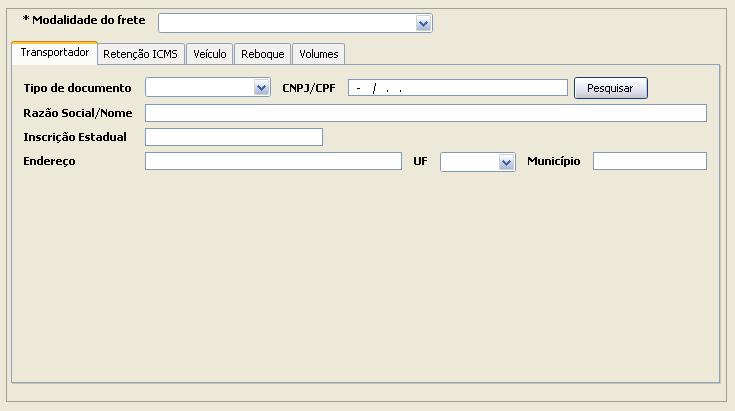 * Modalidade do frete
Transportador Retenção ICMS Veículo Reboque Volumes
Tipo de documento CNPJ/CPF - / . . Pesquisar
Razão Social/Nome
Inscrição Estadual
Endereço UF Município